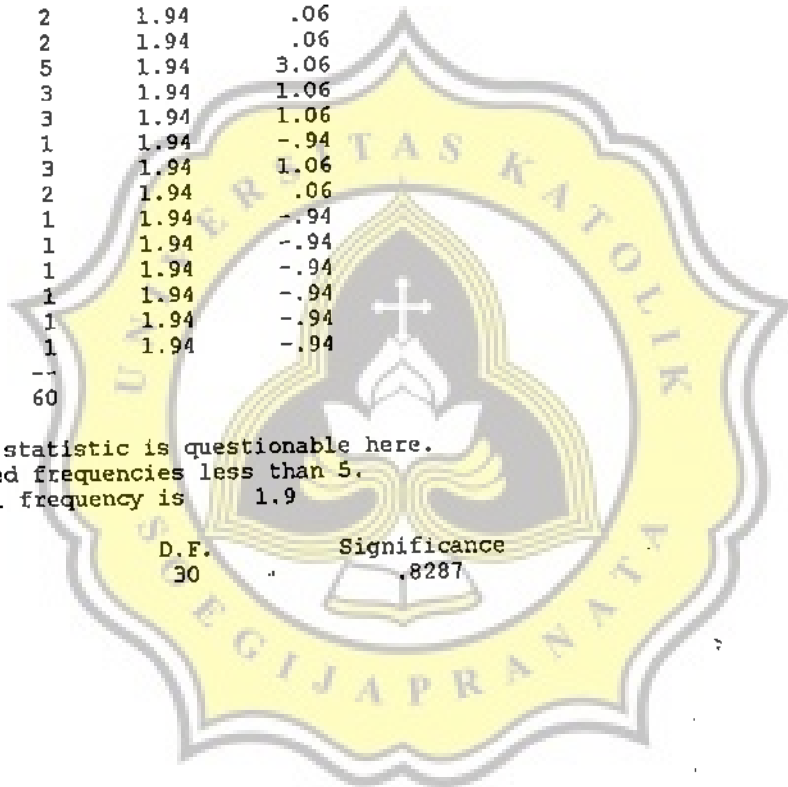 2 1.94 .06
2 1.94 .06
5 1.94 3.06
3 1.94 1.06
3 1.94 1.06
1 1.94 -.94
3 1.94 1.06
2 1.94 .06
1 1.94 -.94
1 1.94 -.94
1 1.94 -.94
1 1.94 -.94
1 1.94 -.94
1 1.94 -.94
--
60
statistic is questionable here.
ed frequencies less than 5.
frequency is 1.9
D.F. Significance
30 .8287
UNIVERSITAS KATOLIK
SOEGIJAPRANATA